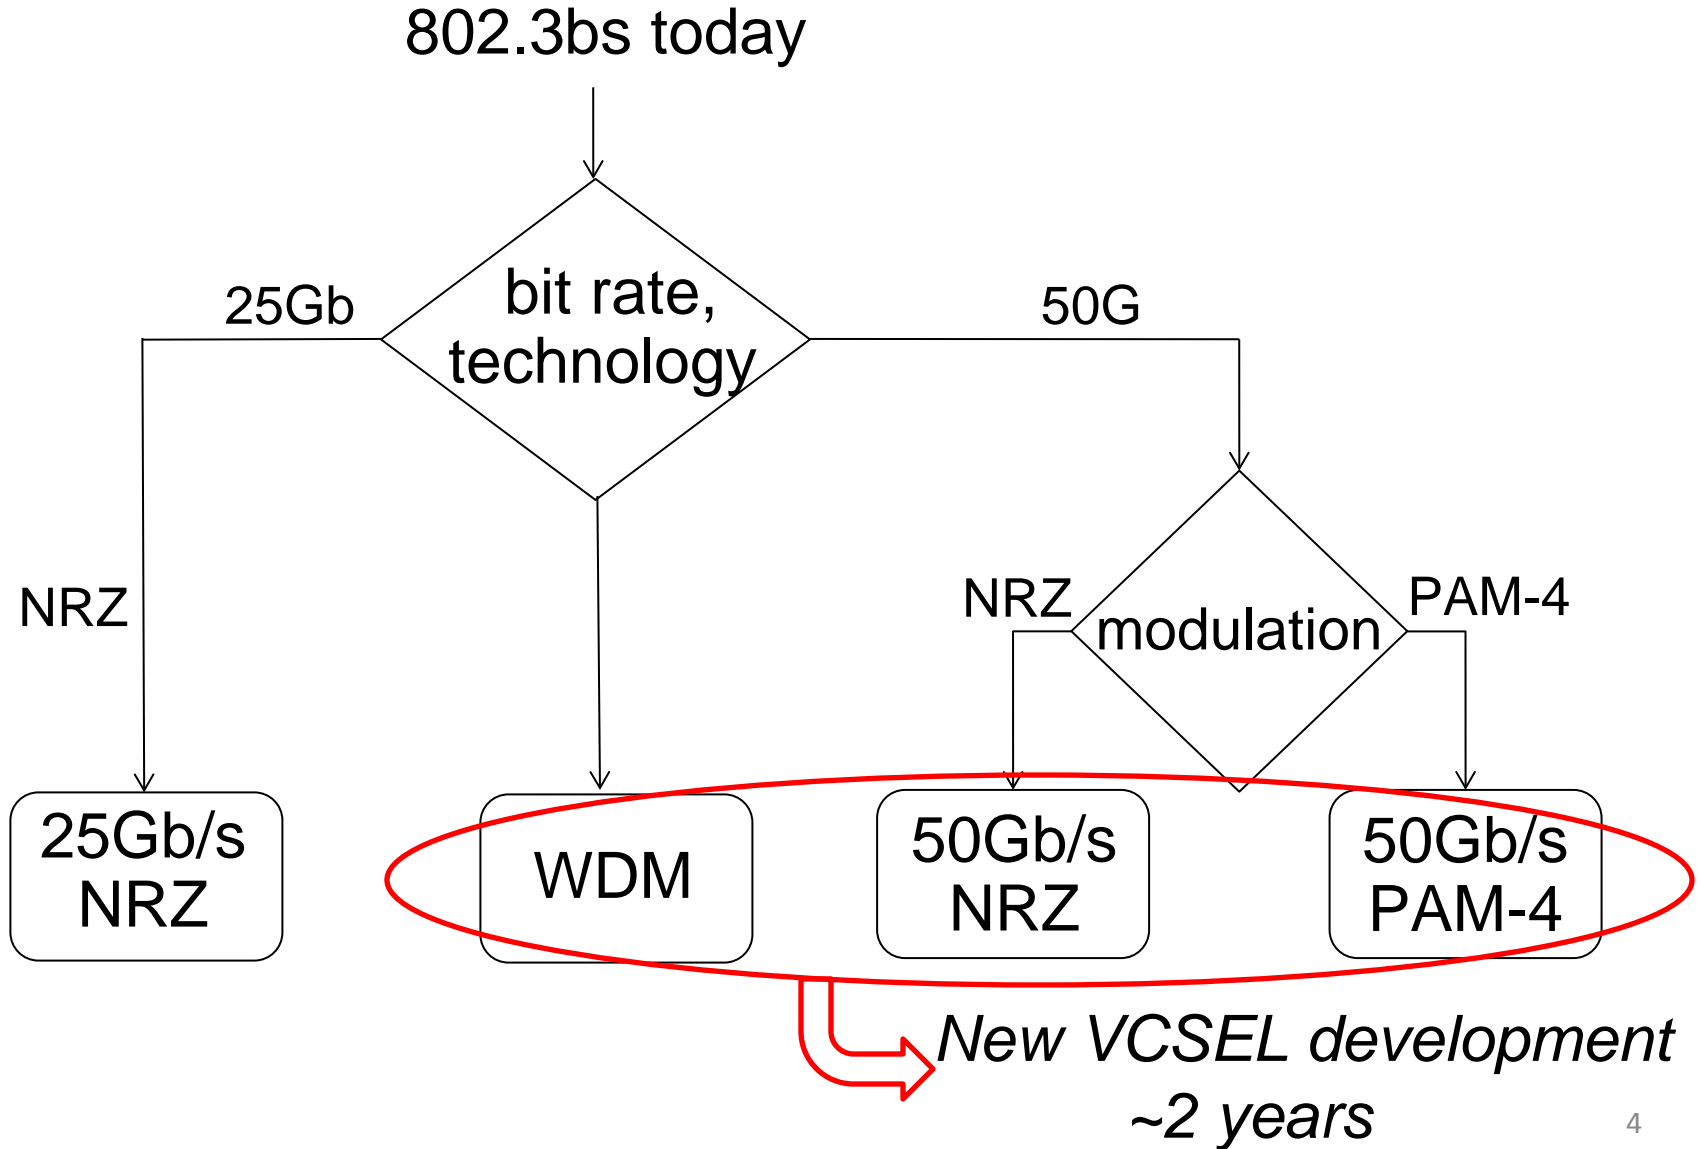 802.3bs today
25Gb
bit rate,
technology
50G
NRZ
NRZ
modulation
PAM-4
25Gb/s
NRZ
WDM
50Gb/s
NRZ
50Gb/s
PAM-4
New VCSEL development
~2 years
4